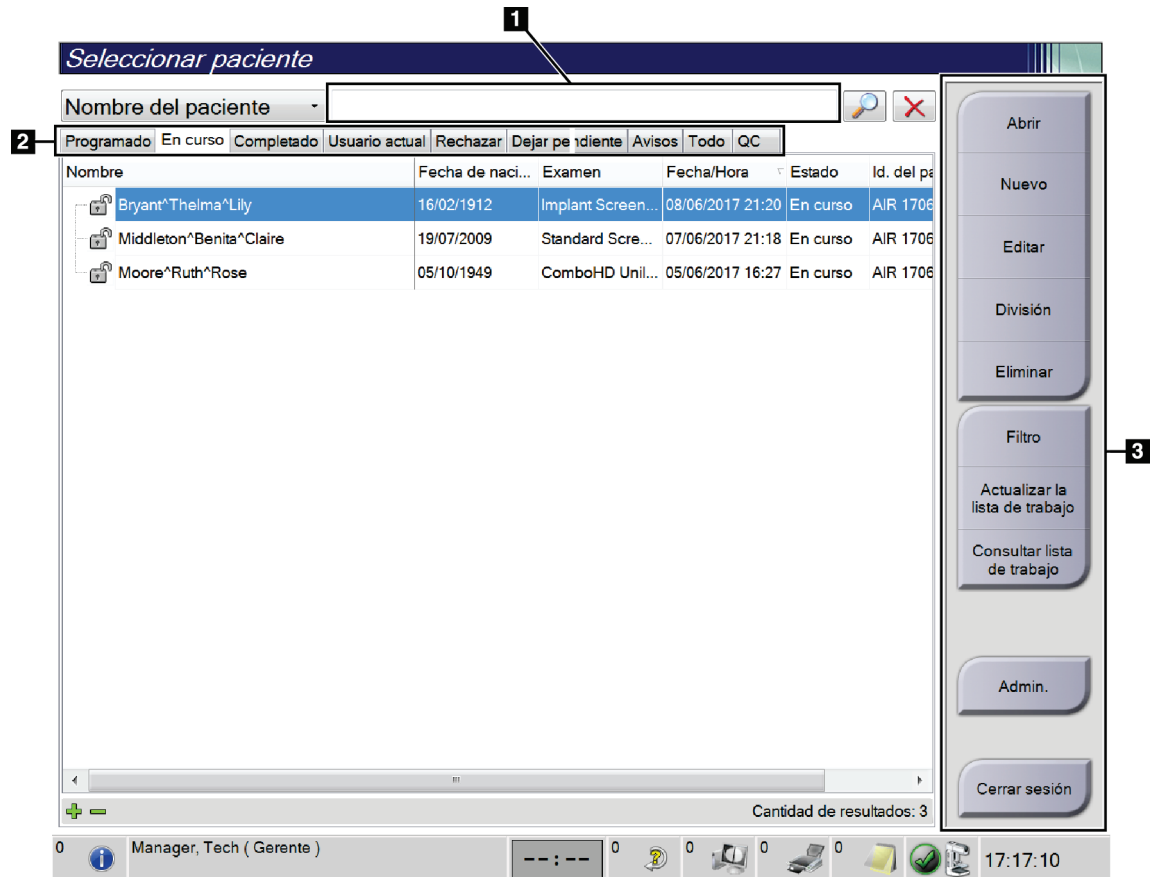 1
Seleccionar paciente
Nombre del paciente
2
Programado En curso Completado Usuario actual Rechazar Dejar pendiente Avisos Todo QC
Nombre Fecha de naci... Examen Fecha/Hora Estado Id. del pa
Bryant^Thelma^Lily 16/02/1912 Implant Screen... 08/06/2017 21:20 En curso AIR 1706
Middleton^Benita^Claire 19/07/2009 Standard Scre... 07/06/2017 21:18 En curso AIR 1706
Moore^Ruth^Rose 05/10/1949 ComboHD Unil... 05/06/2017 16:27 En curso AIR 1706
Abrir
Nuevo
Editar
División
Eliminar
Filtro
3
Actualizar la
lista de trabajo
Consultar lista
de trabajo
Admin.
Cerrar sesión
Cantidad de resultados: 3
0 Manager, Tech ( Gerente ) --:-- 0 0 0 0 17:17:10